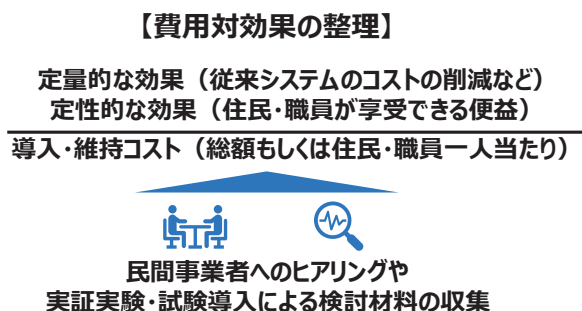 【費用対効果の整理】
定量的な効果（従来システムのコストの削減など）
定性的な効果（住民・職員が享受できる便益）
導入・維持コスト（総額もしくは住民・職員一人当たり）
民間事業者へのヒアリングや
実証実験・試験導入による検討材料の収集